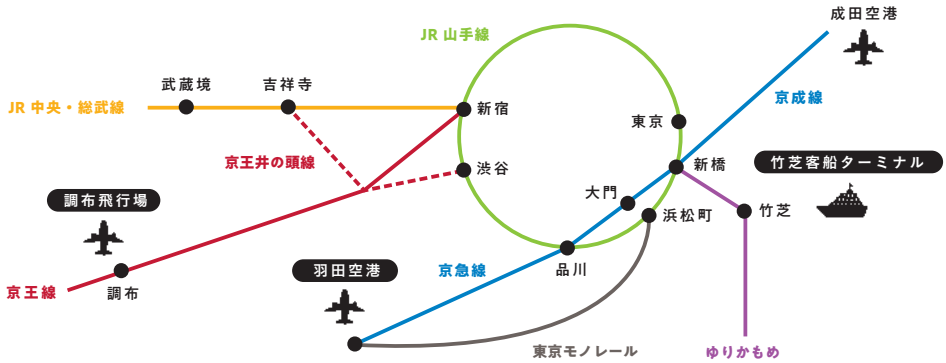 成田空港
JR 山手線
武蔵境
吉祥寺
JR 中央・総武線
新宿
京成線
東京
京王井の頭線
渋谷
新橋
竹芝客船ターミナル
大門
調布飛行場
浜松町
竹芝
羽田空港
京急線
品川
京王線
調布
東京モノレール
ゆりかもめ